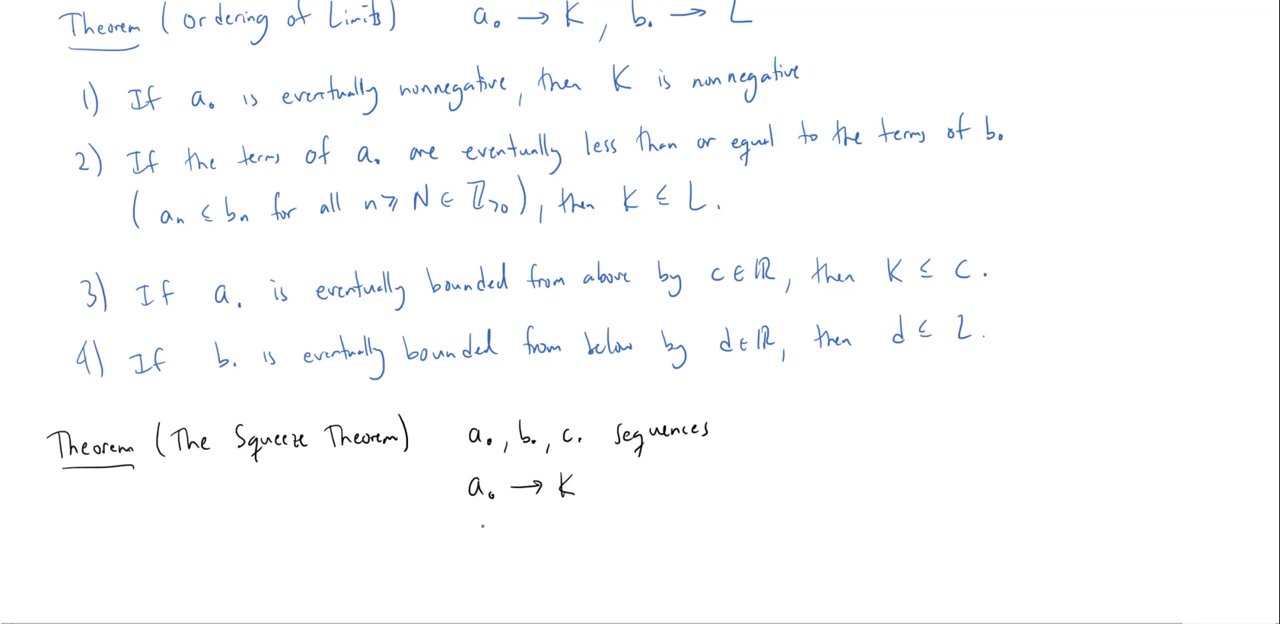 Theorem (Ordering of Limits) a. → K, b. → L
1) If a. is eventually nonnegative, then K is nonnegative
2) If the terms of a. are eventually less than or equal to the terms of b.
(aₙ ≤ bₙ for all n ≥ N ∈ ℤ>0), then K ≤ L.
3) If a. is eventually bounded from above by c ∈ ℝ, then K ≤ c.
4) If b. is eventually bounded from below by d ∈ ℝ, then d ≤ L.
Theorem (The Squeeze Theorem) a., b., c. sequences
a. → K